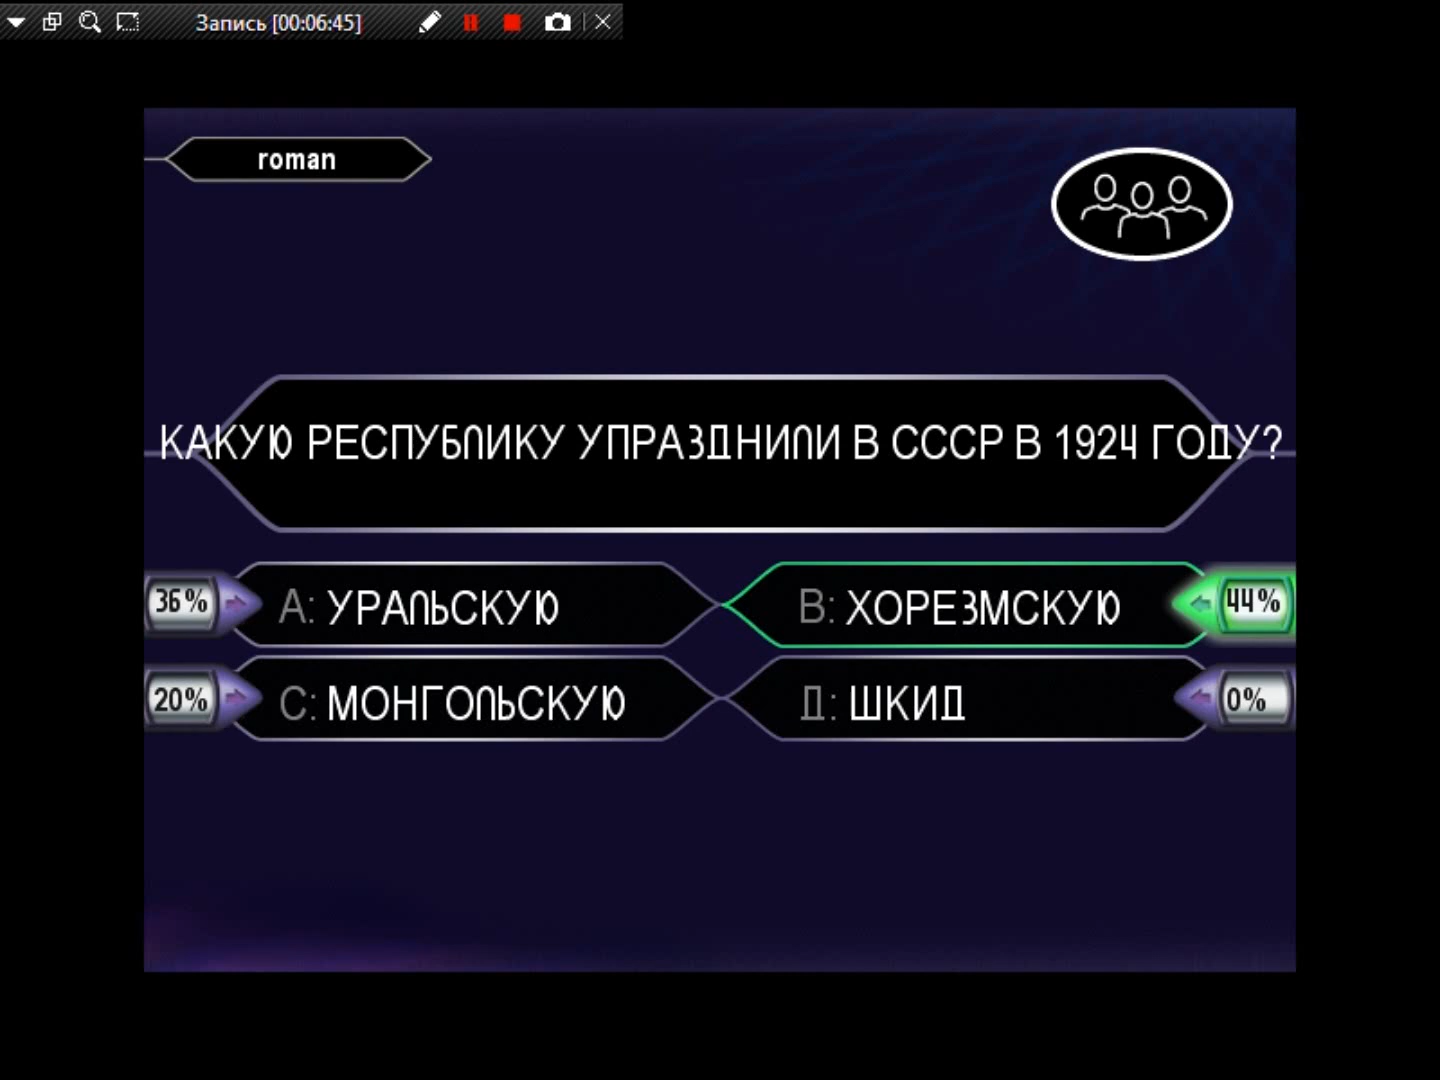 Запись [00:06:45]
roman
КАКУЮ РЕСПУБЛИКУ УПРАЗДНИЛИ В СССР В 1924 ГОДУ?
36%
А: УРАЛЬСКУЮ
В: ХОРЕЗМСКУЮ
44%
20%
С: МОНГОЛЬСКУЮ
Д: ШКИД
0%